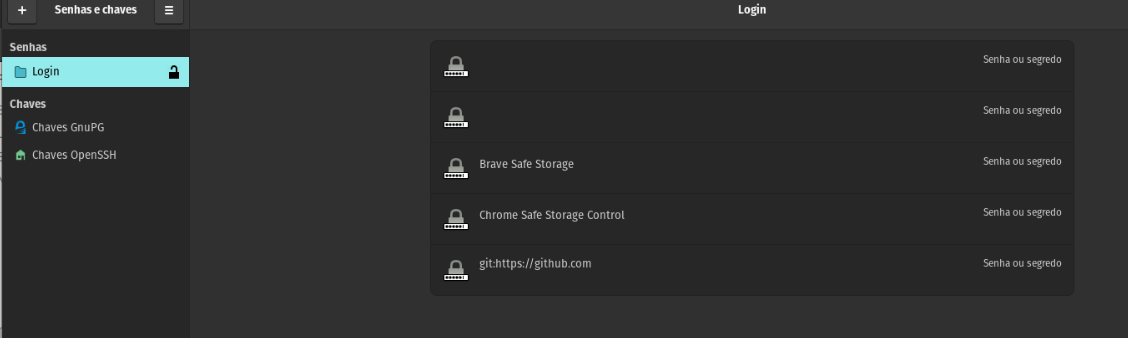 Senhas e chaves
Login
Senhas
Login
Chaves
Chaves GnuPG
Chaves OpenSSH
Senha ou segredo
Senha ou segredo
Brave Safe Storage
Senha ou segredo
Chrome Safe Storage Control
Senha ou segredo
git:https://github.com
Senha ou segredo